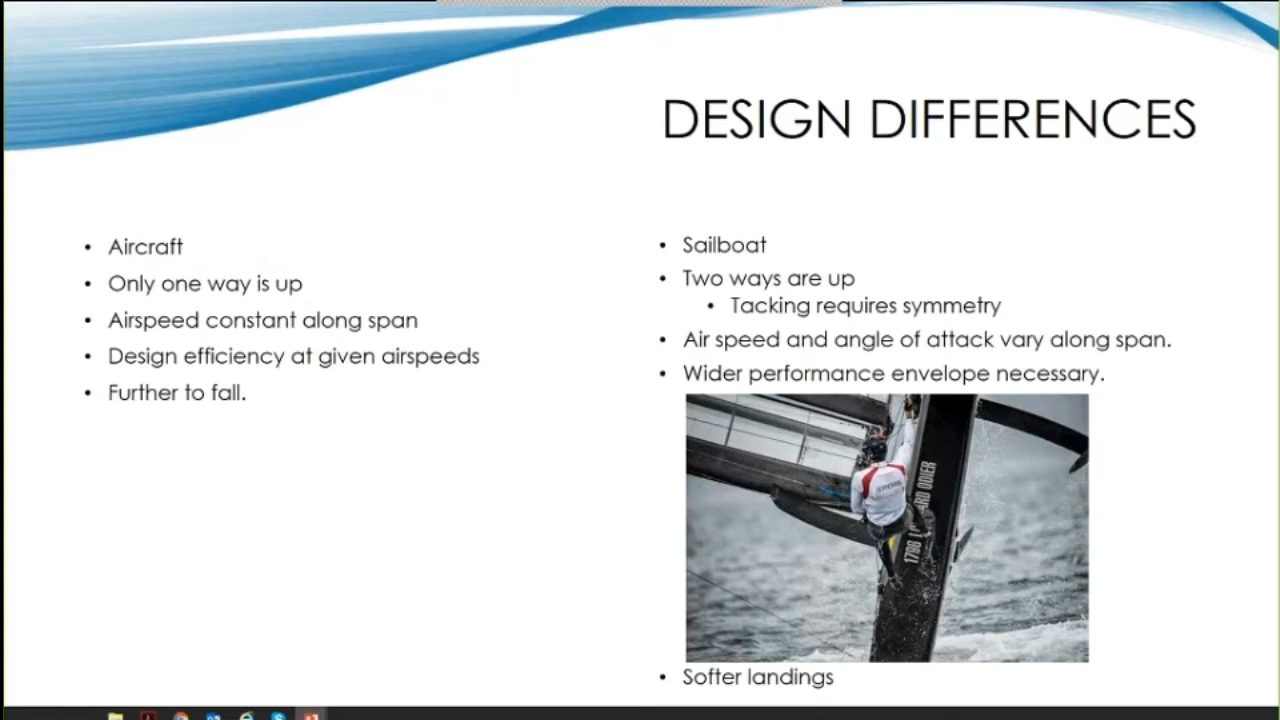 DESIGN DIFFERENCES
• Aircraft
• Only one way is up
• Airspeed constant along span
• Design efficiency at given airspeeds
• Further to fall.
• Sailboat
• Two ways are up
• Tacking requires symmetry
• Air speed and angle of attack vary along span.
• Wider performance envelope necessary.
1796
ODIER
• Softer landings